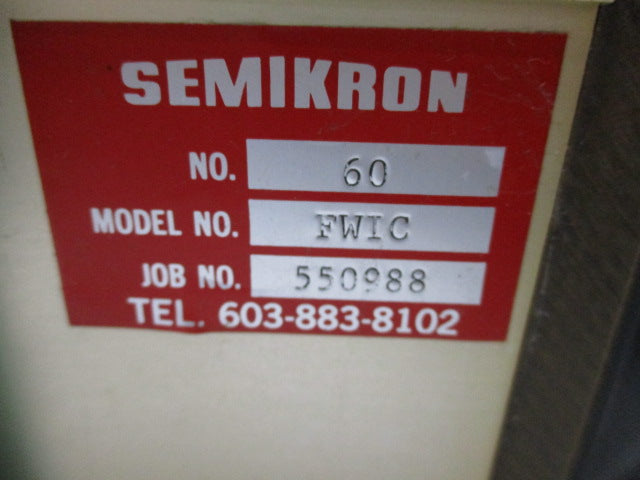 SEMIKRON
NO. 60
MODEL NO. FWIC
JOB NO. 550988
TEL. 603-883-8102